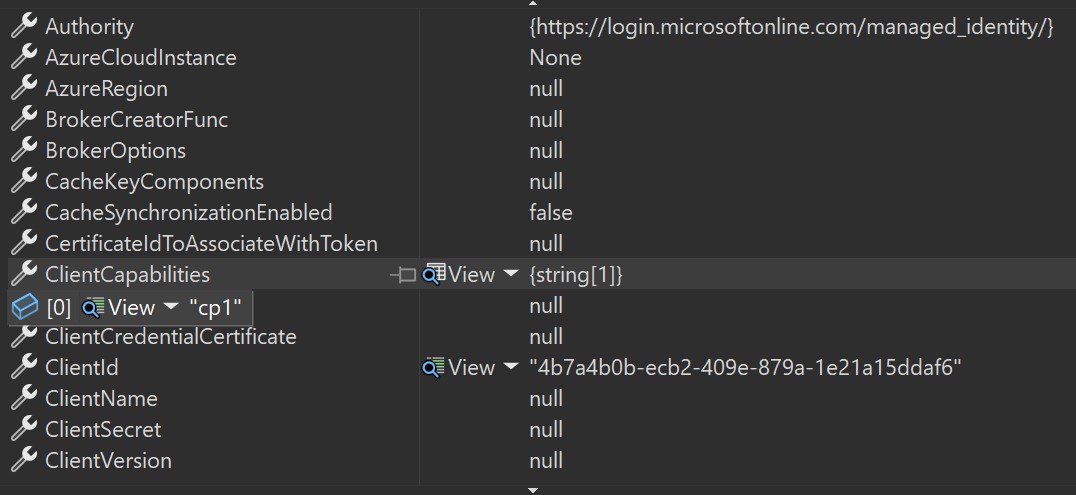 Authority {https://login.microsoftonline.com/managed_identity/}
AzureCloudInstance None
AzureRegion null
BrokerCreatorFunc null
BrokerOptions null
CacheKeyComponents null
CacheSynchronizationEnabled false
CertificateIdToAssociateWithToken null
ClientCapabilities View {string[1]}
[0] View "cp1" null
ClientCredentialCertificate null
ClientId View "4b7a4b0b-ecb2-409e-879a-1e21a15ddaf6"
ClientName null
ClientSecret null
ClientVersion null